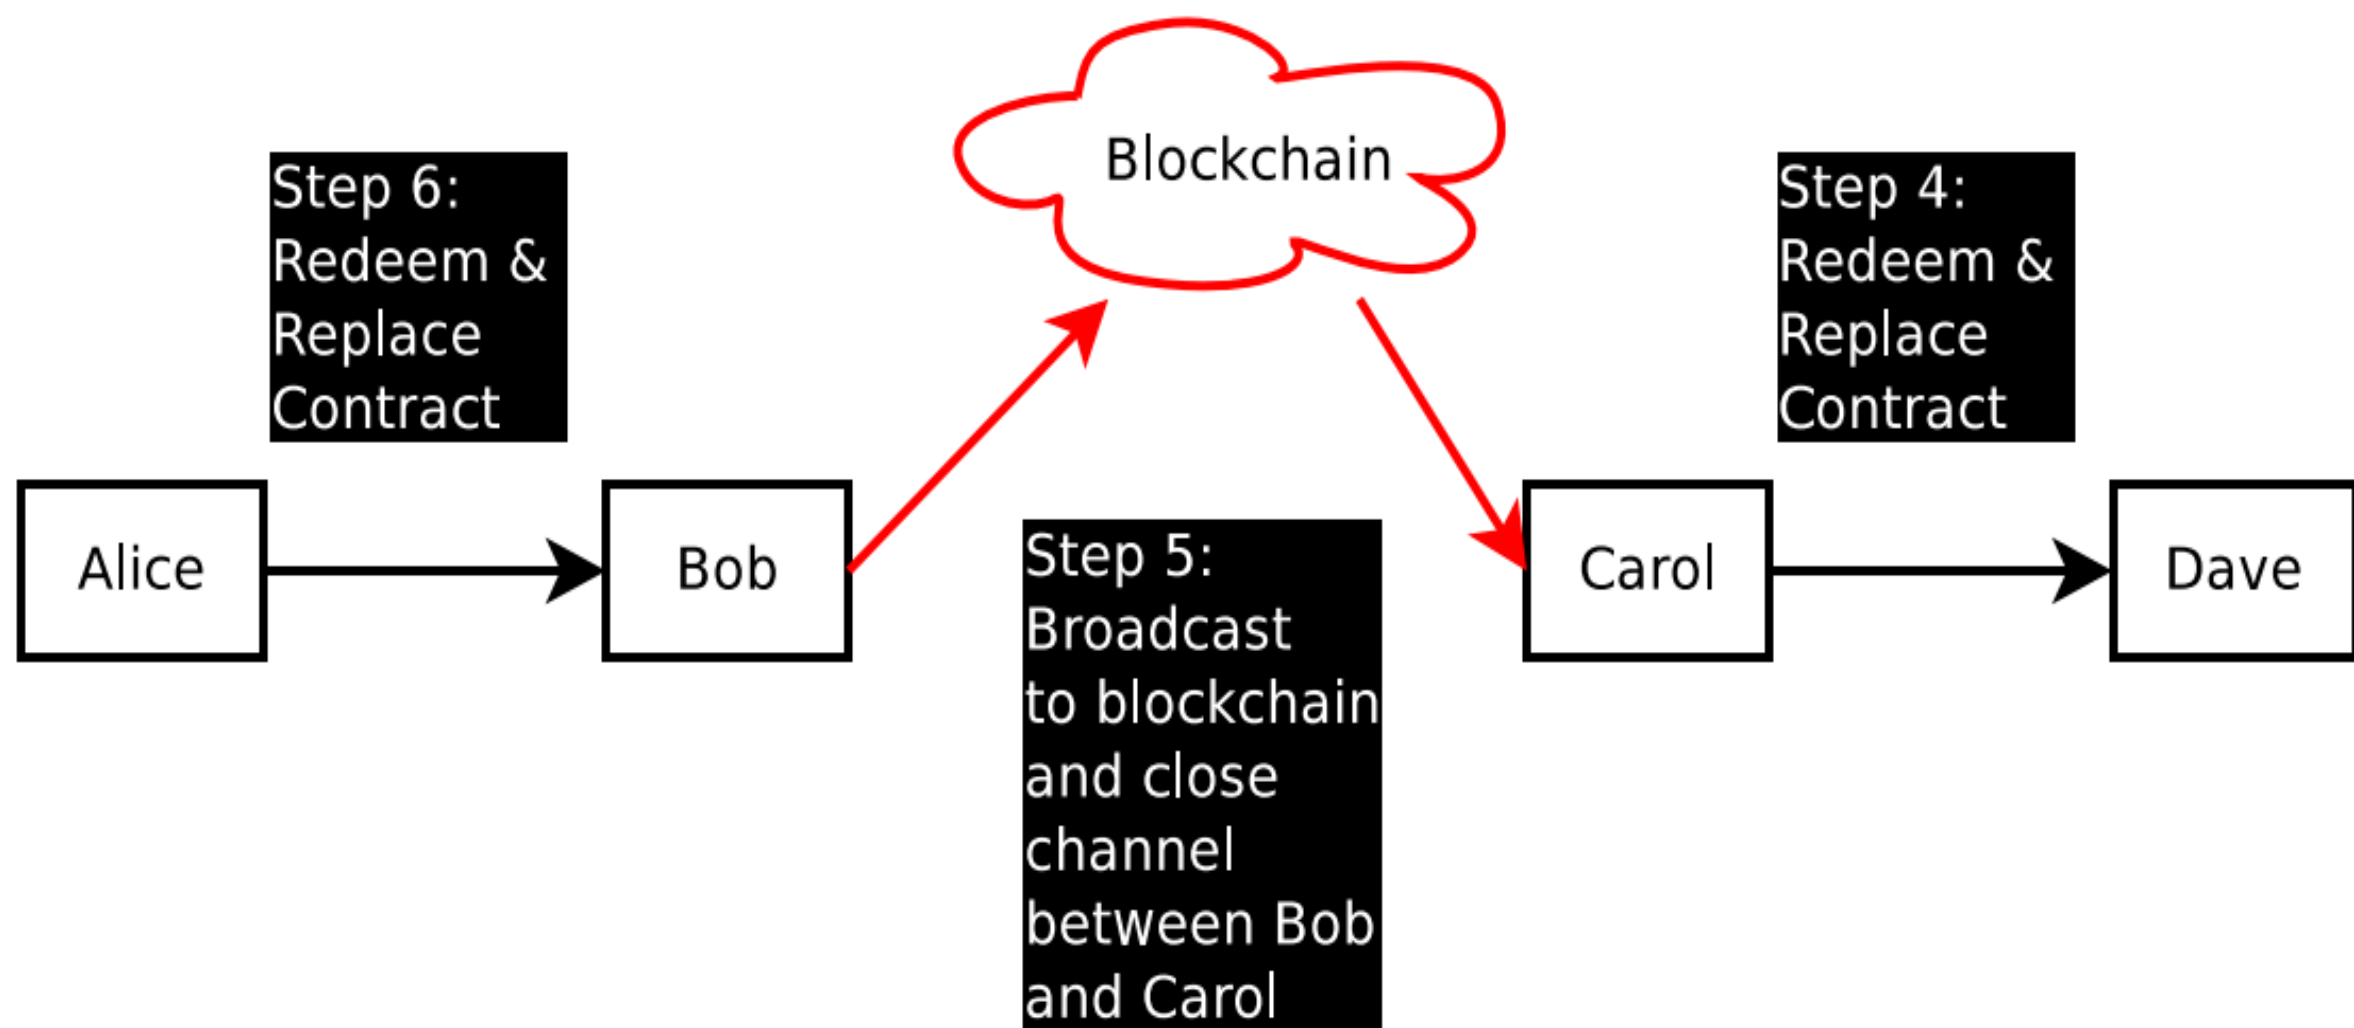 Blockchain
Step 6:
Redeem &
Replace
Contract
Step 4:
Redeem &
Replace
Contract
Alice
Bob
Carol
Dave
Step 5:
Broadcast
to blockchain
and close
channel
between Bob
and Carol